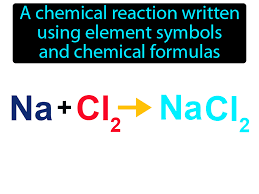 A chemical reaction written
using element symbols
and chemical formulas
Na + Cl₂ → NaCl₂